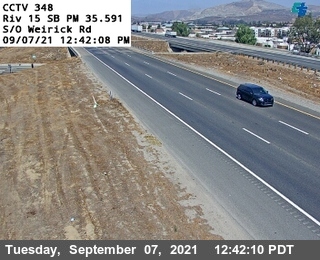 CCTV 348
Riv 15 SB PM 35.591
S/O Weirick Rd
09/07/21 12:42:08 PM
Tuesday, September 07, 2021 12:42:10 PDT